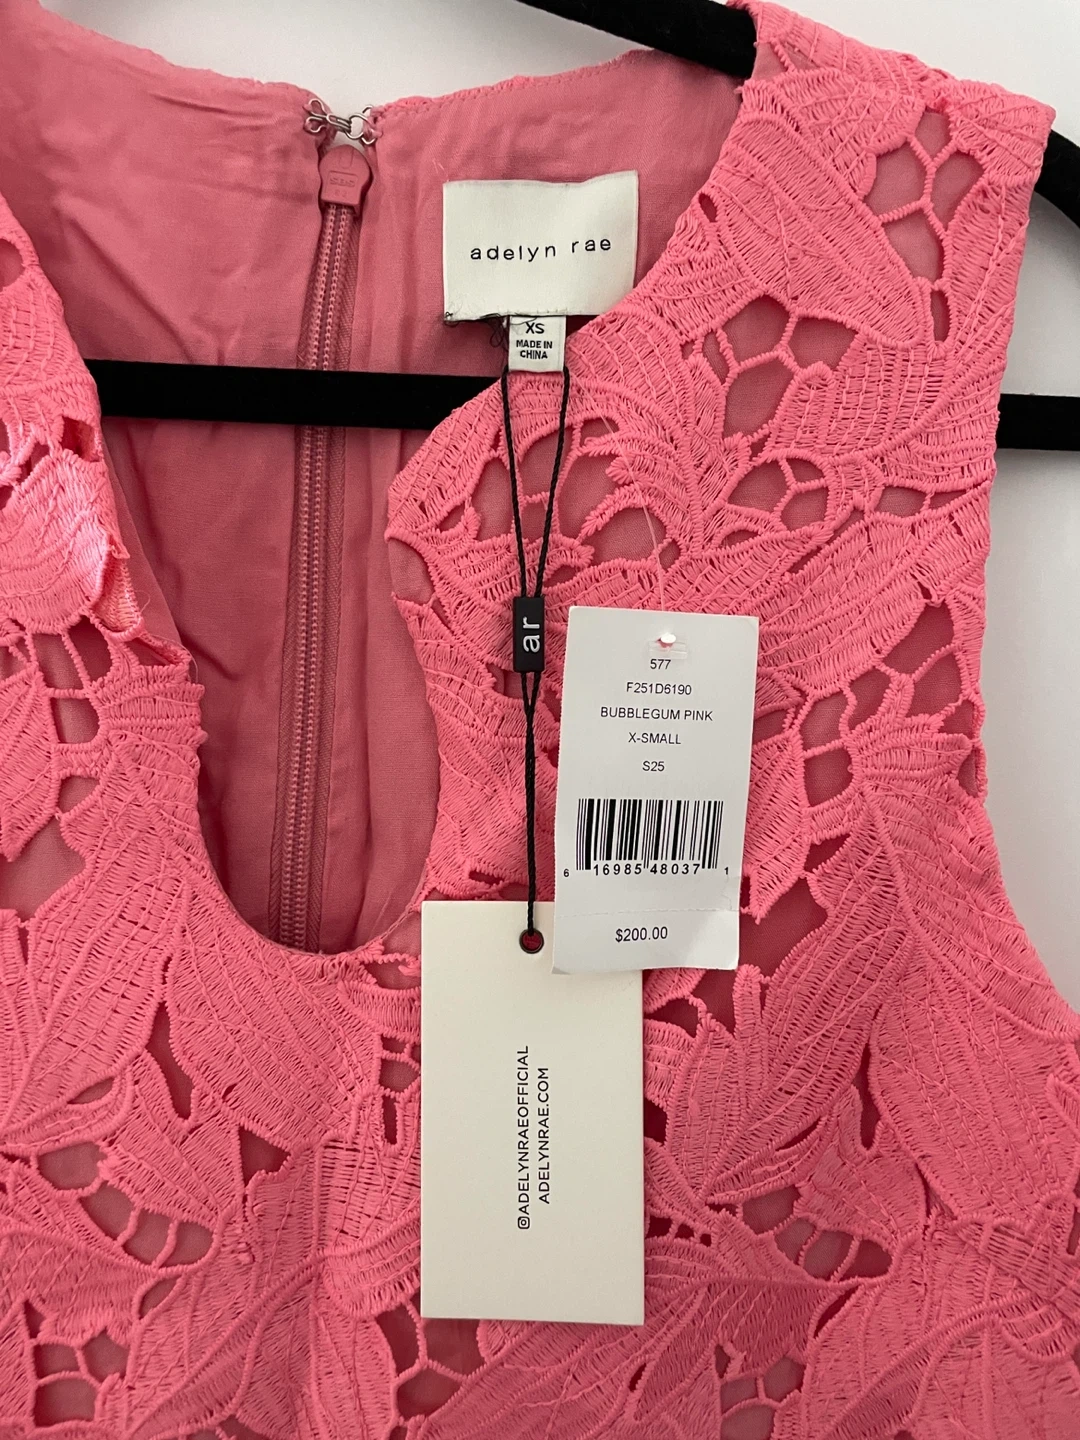 adelyn rae
XS
MADE IN
CHINA
ar
577
F251D6190
BUBBLEGUM PINK
X-SMALL
S25
6 16985 48037 1
$200.00
@ADELYNRAEOFFICIAL
ADELYNRAE.COM